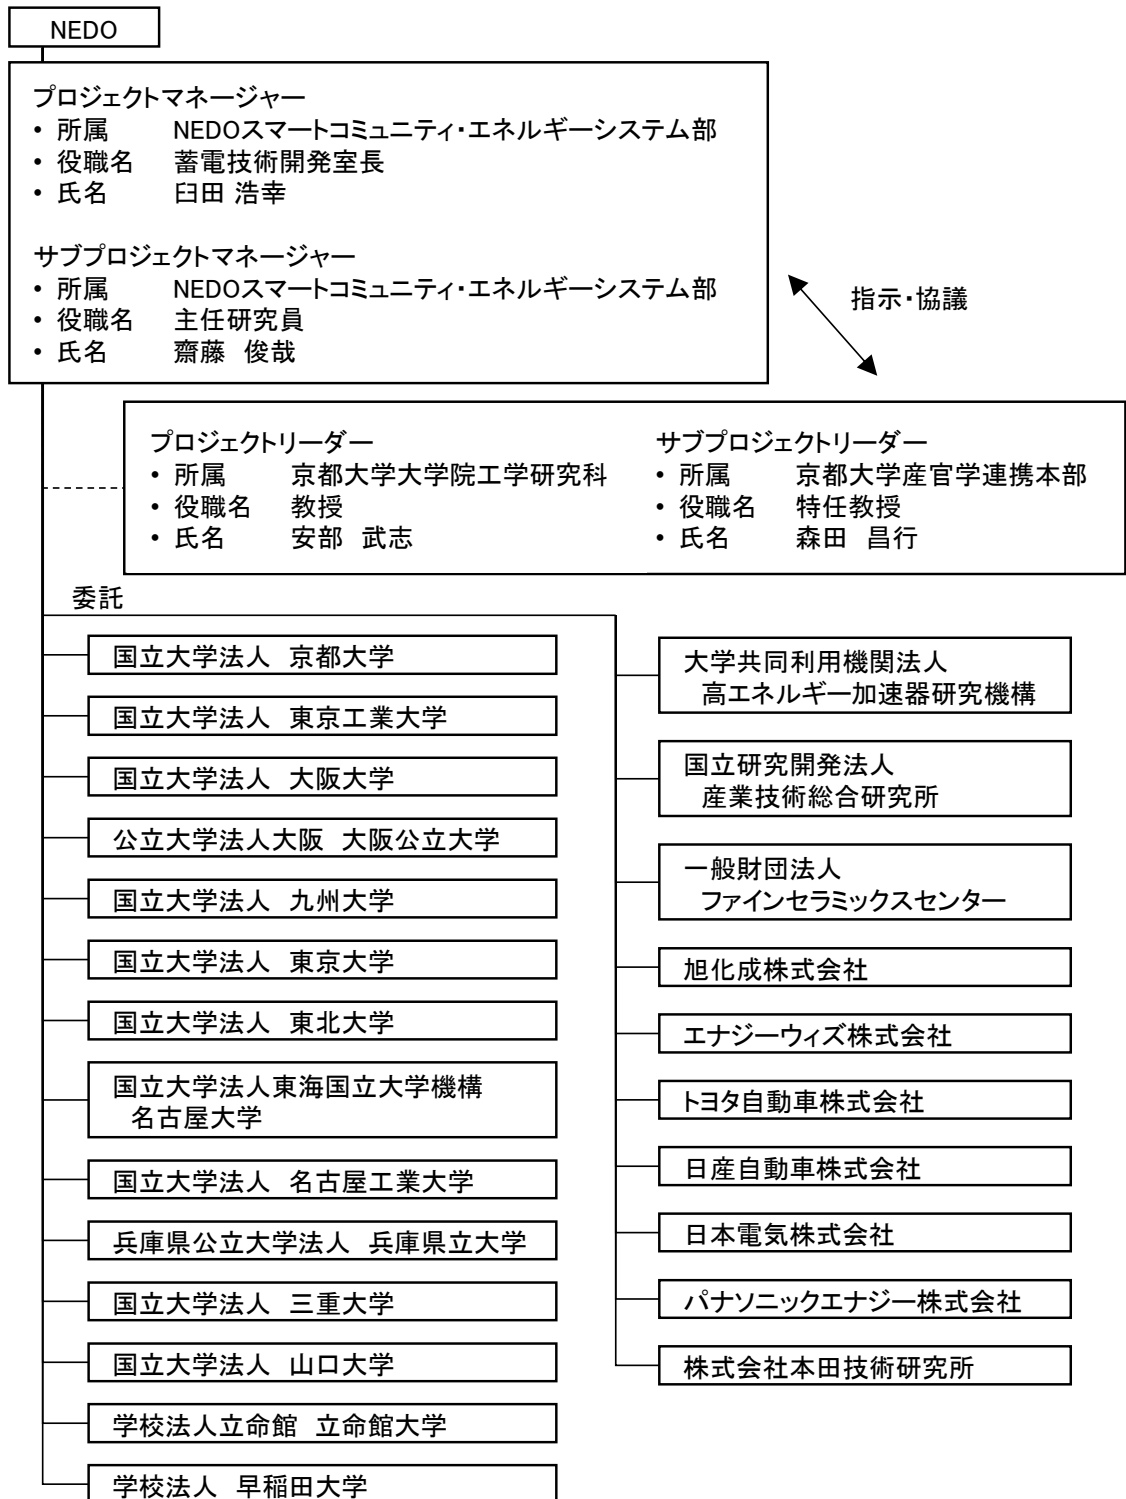 NEDO
プロジェクトマネージャー
• 所属 NEDOスマートコミュニティ・エネルギーシステム部
• 役職名 蓄電技術開発室長
• 氏名 臼田 浩幸
サブプロジェクトマネージャー
• 所属 NEDOスマートコミュニティ・エネルギーシステム部
• 役職名 主任研究員
• 氏名 齋藤 俊哉
指示・協議
プロジェクトリーダー
• 所属 京都大学大学院工学研究科
• 役職名 教授
• 氏名 安部 武志
サブプロジェクトリーダー
• 所属 京都大学産官学連携本部
• 役職名 特任教授
• 氏名 森田 昌行
委託
国立大学法人 京都大学
国立大学法人 東京工業大学
国立大学法人 大阪大学
公立大学法人大阪 大阪公立大学
国立大学法人 九州大学
国立大学法人 東京大学
国立大学法人 東北大学
国立大学法人東海国立大学機構
名古屋大学
国立大学法人 名古屋工業大学
兵庫県公立大学法人 兵庫県立大学
国立大学法人 三重大学
国立大学法人 山口大学
学校法人立命館 立命館大学
学校法人 早稲田大学
大学共同利用機関法人
高エネルギー加速器研究機構
国立研究開発法人
産業技術総合研究所
一般財団法人
ファインセラミックスセンター
旭化成株式会社
エナジーウィズ株式会社
トヨタ自動車株式会社
日産自動車株式会社
日本電気株式会社
パナソニックエナジー株式会社
株式会社本田技術研究所